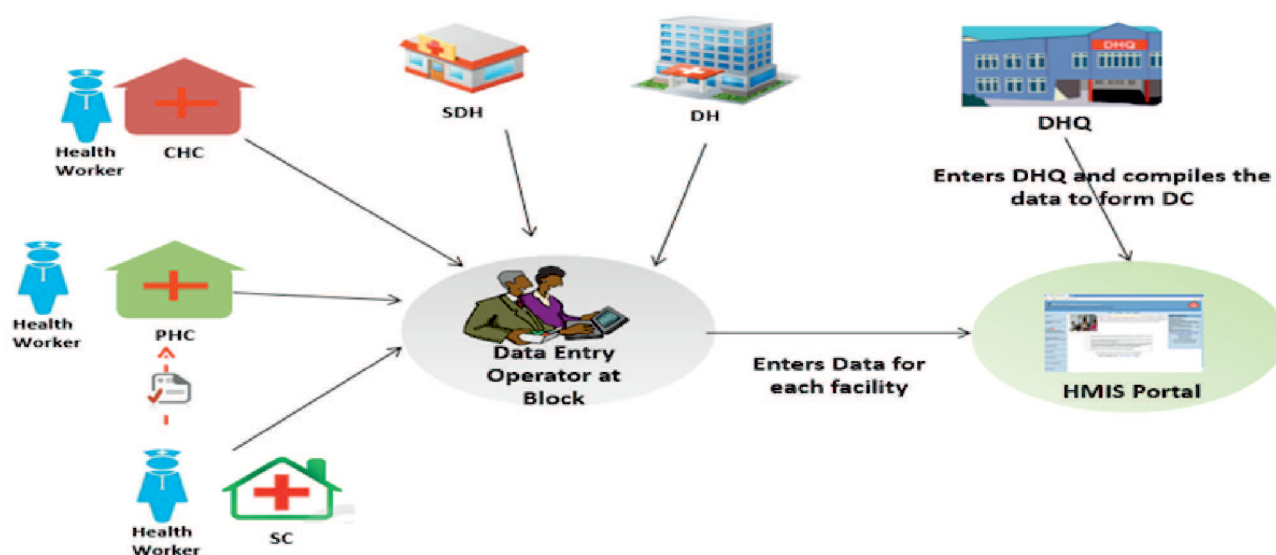 DHQ
SDH
DH
DHQ
Health
Worker
CHC
Enters DHQ and compiles the
data to form DC
Health
Worker
PHC
Data Entry
Operator at
Block
Enters Data for
each facility
HMIS Portal
Health
Worker
SC